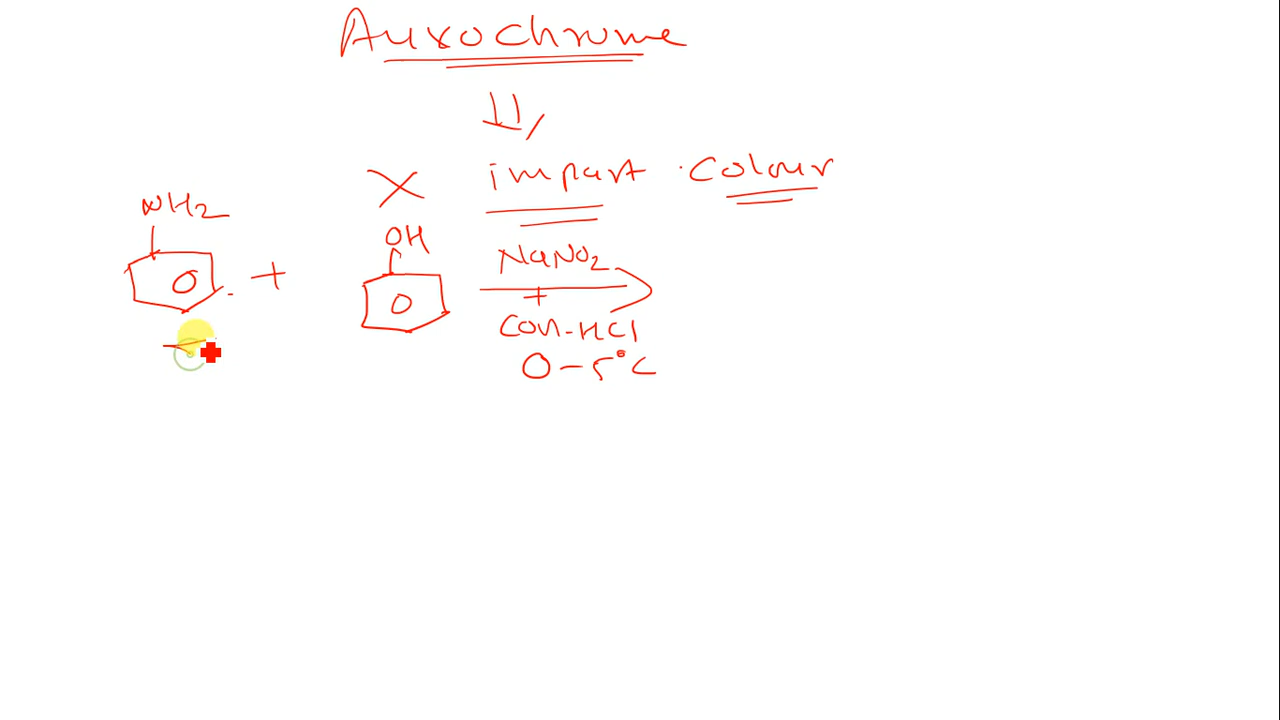 Auxochrome
X impart colour
NH2
OH
+
NaNO2
+
Con-HCl
0-5°C